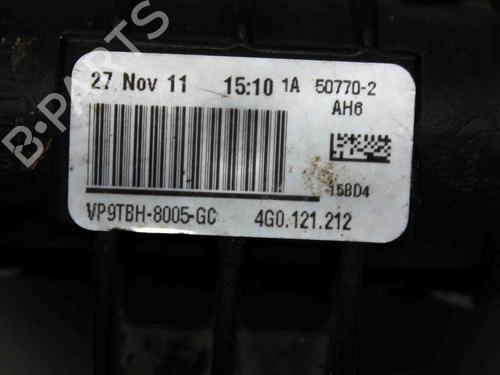 B-PARTS
27 Nov 11 15:10 1A 50770-2
AH6
15BD4
VP9TBH-8005-GC 4G0.121.212